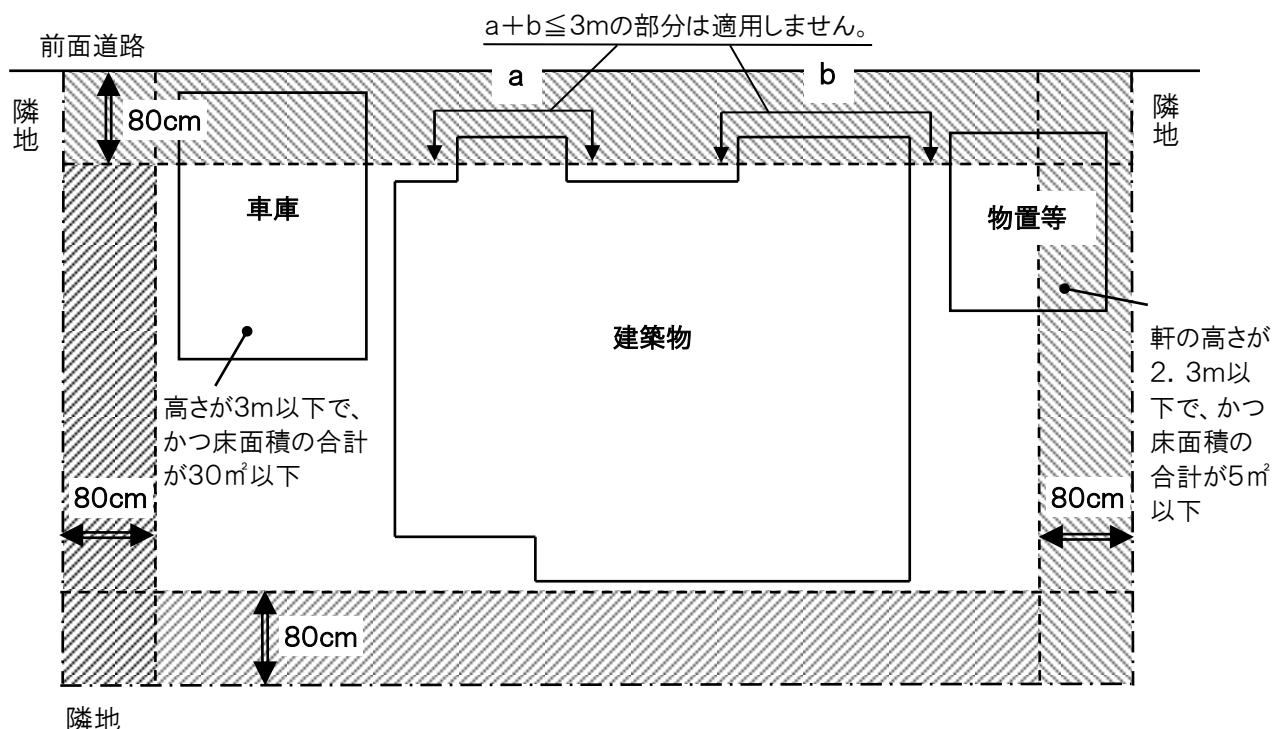 a+b≦3mの部分は適用しません。
前面道路
a
b
隣地
80cm
隣地
車庫
物置等
建築物
高さが3m以下で、
かつ床面積の合計
が30㎡以下
軒の高さが
2.3m以
下で、かつ
床面積の
合計が5㎡
以下
80cm
80cm
80cm
隣地